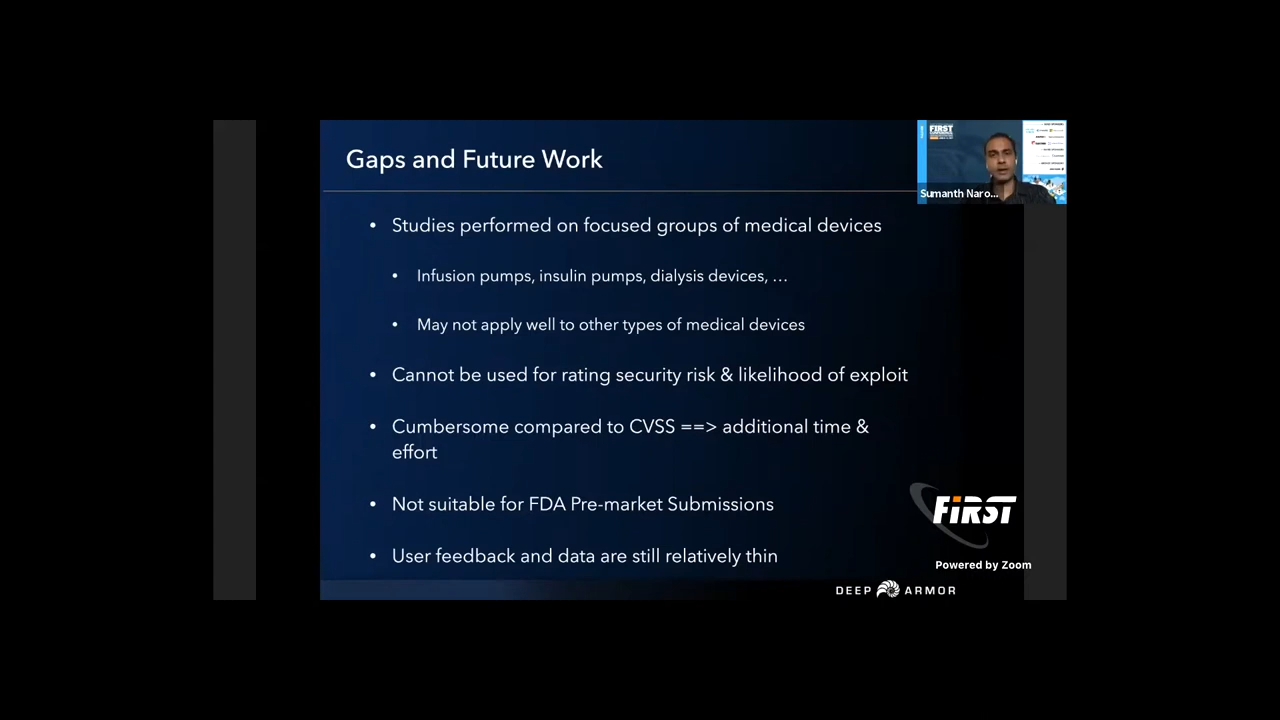 Gaps and Future Work
• Studies performed on focused groups of medical devices
• Infusion pumps, insulin pumps, dialysis devices, …
• May not apply well to other types of medical devices
• Cannot be used for rating security risk & likelihood of exploit
• Cumbersome compared to CVSS ==> additional time &
effort
• Not suitable for FDA Pre-market Submissions
• User feedback and data are still relatively thin
FIRST
Sumanth Naro...
FIRST
Powered by Zoom
DEEP ARMOR